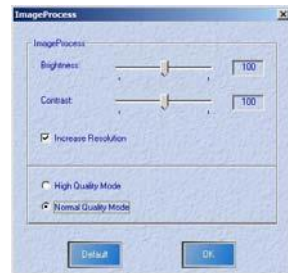 ImageProcess
ImageProcess
Brightness: 100
Contrast: 100
Increase Resolution
High Quality Mode
Normal Quality Mode
Default OK